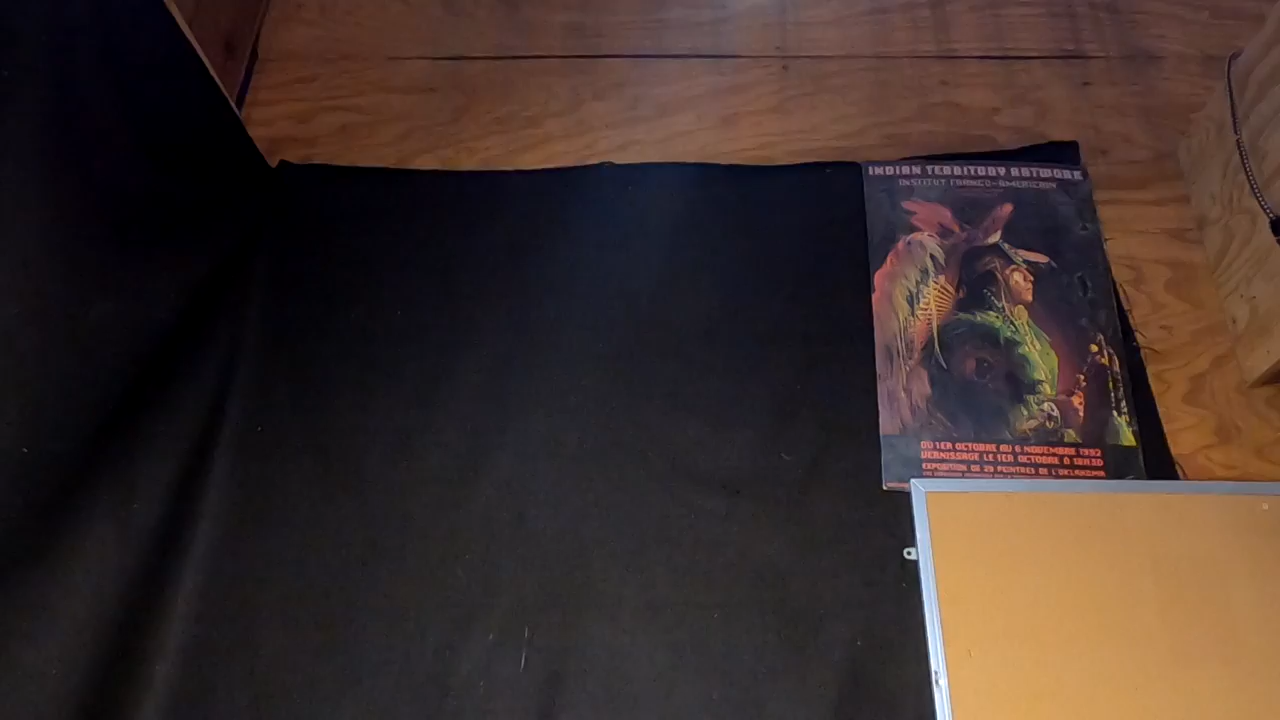 INDIAN TERRITORY ARTWORK
INSTITUT FRANCO-AMERICAIN
DU 1ER OCTOBRE AU 6 NOVEMBRE 1992
VERNISSAGE LE 1ER OCTOBRE À 18H30
EXPOSITION DE 29 PEINTRES DE L'OKLAHOMA